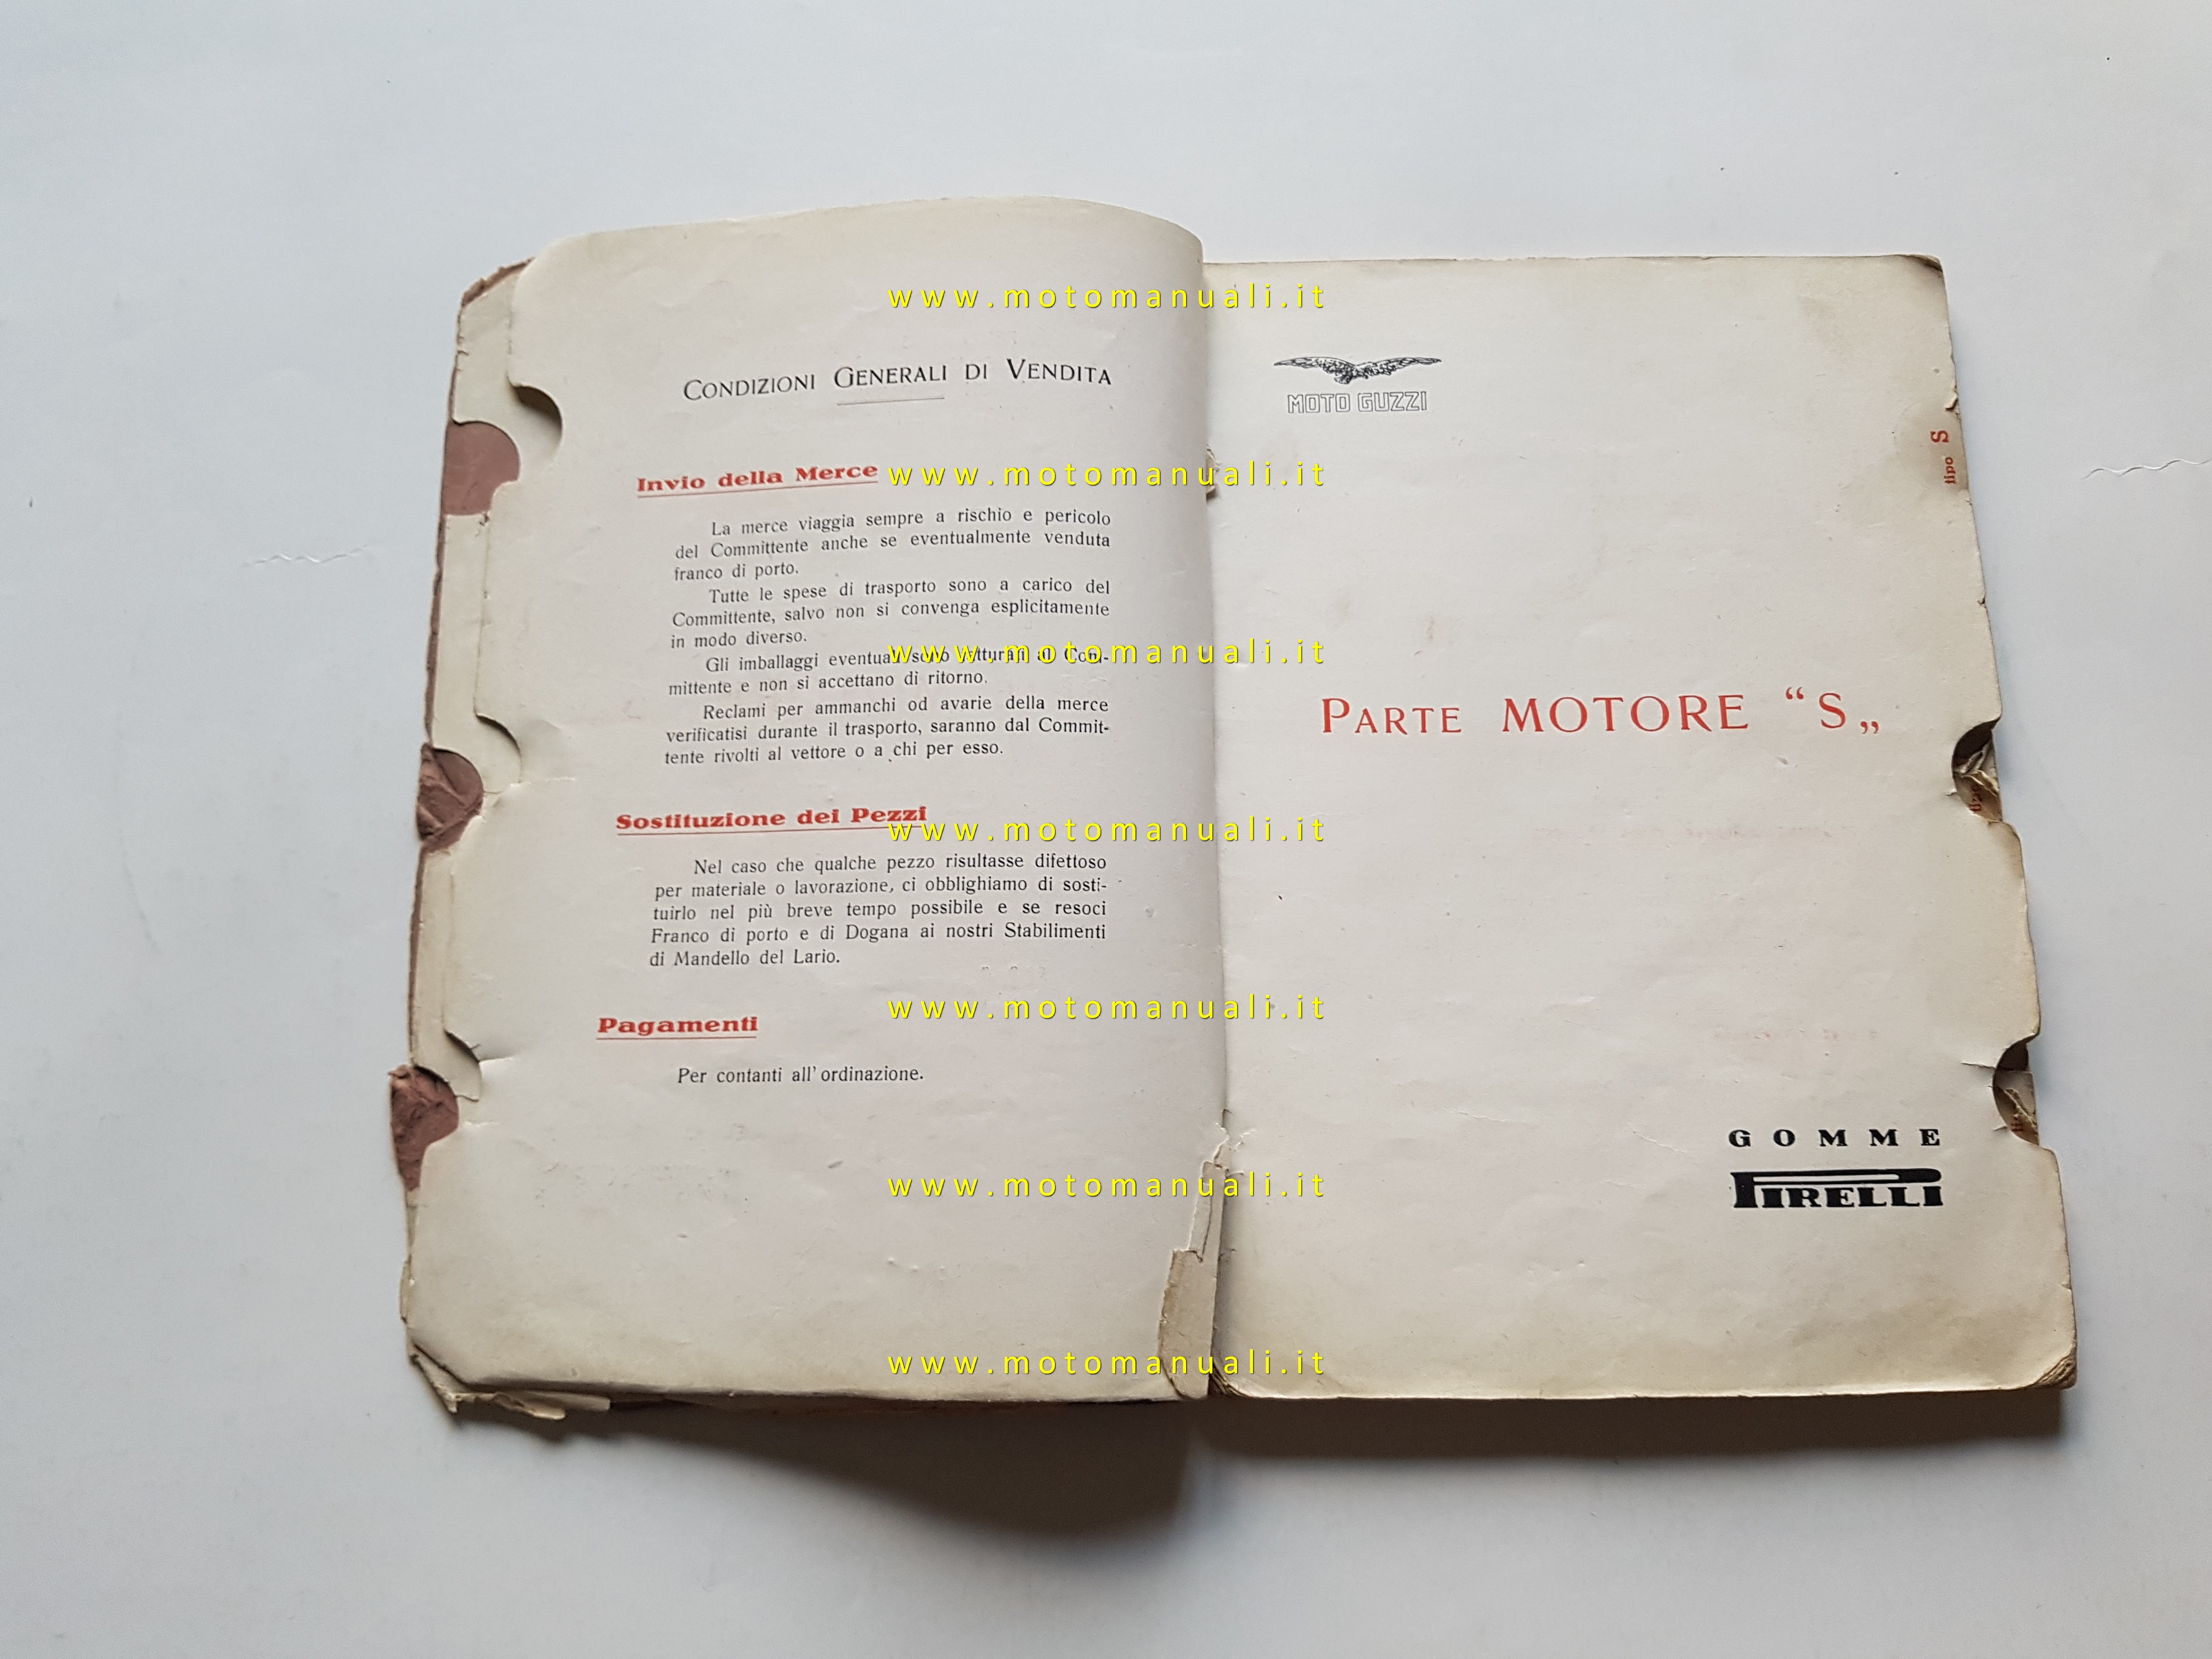 CONDIZIONI GENERALI DI VENDITA
Invio della Merce
La merce viaggia sempre a rischio e pericolo
del Committente anche se eventualmente venduta
franco di porto.
Tutte le spese di trasporto sono a carico del
Committente, salvo non si convenga esplicitamente
in modo diverso.
Gli imballaggi eventuali sono fatturati al Com-
mittente e non si accettano di ritorno.
Reclami per ammanchi od avarie della merce
verificatisi durante il trasporto, saranno dal Commit-
tente rivolti al vettore o a chi per esso.
Sostituzione dei Pezzi
Nel caso che qualche pezzo risultasse difettoso
per materiale o lavorazione, ci obblighiamo di sosti-
tuirlo nel più breve tempo possibile e se resoci
Franco di porto e di Dogana ai nostri Stabilimenti
di Mandello del Lario.
Pagamenti
Per contanti all'ordinazione.
MOTO GUZZI
tipo S
PARTE MOTORE “S„
GOMME
PIRELLI
www.motomanuali.it
www.motomanuali.it
www.motomanuali.it
www.motomanuali.it
www.motomanuali.it
www.motomanuali.it
www.motomanuali.it